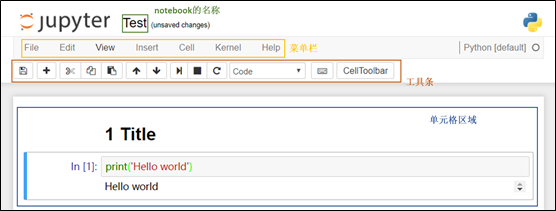 notebook的名称
jupyter Test (unsaved changes)
File Edit View Insert Cell Kernel Help 菜单栏 Python [default]
Code CellToolbar
工具条
单元格区域
1 Title
In [1]: print('Hello world')
Hello world